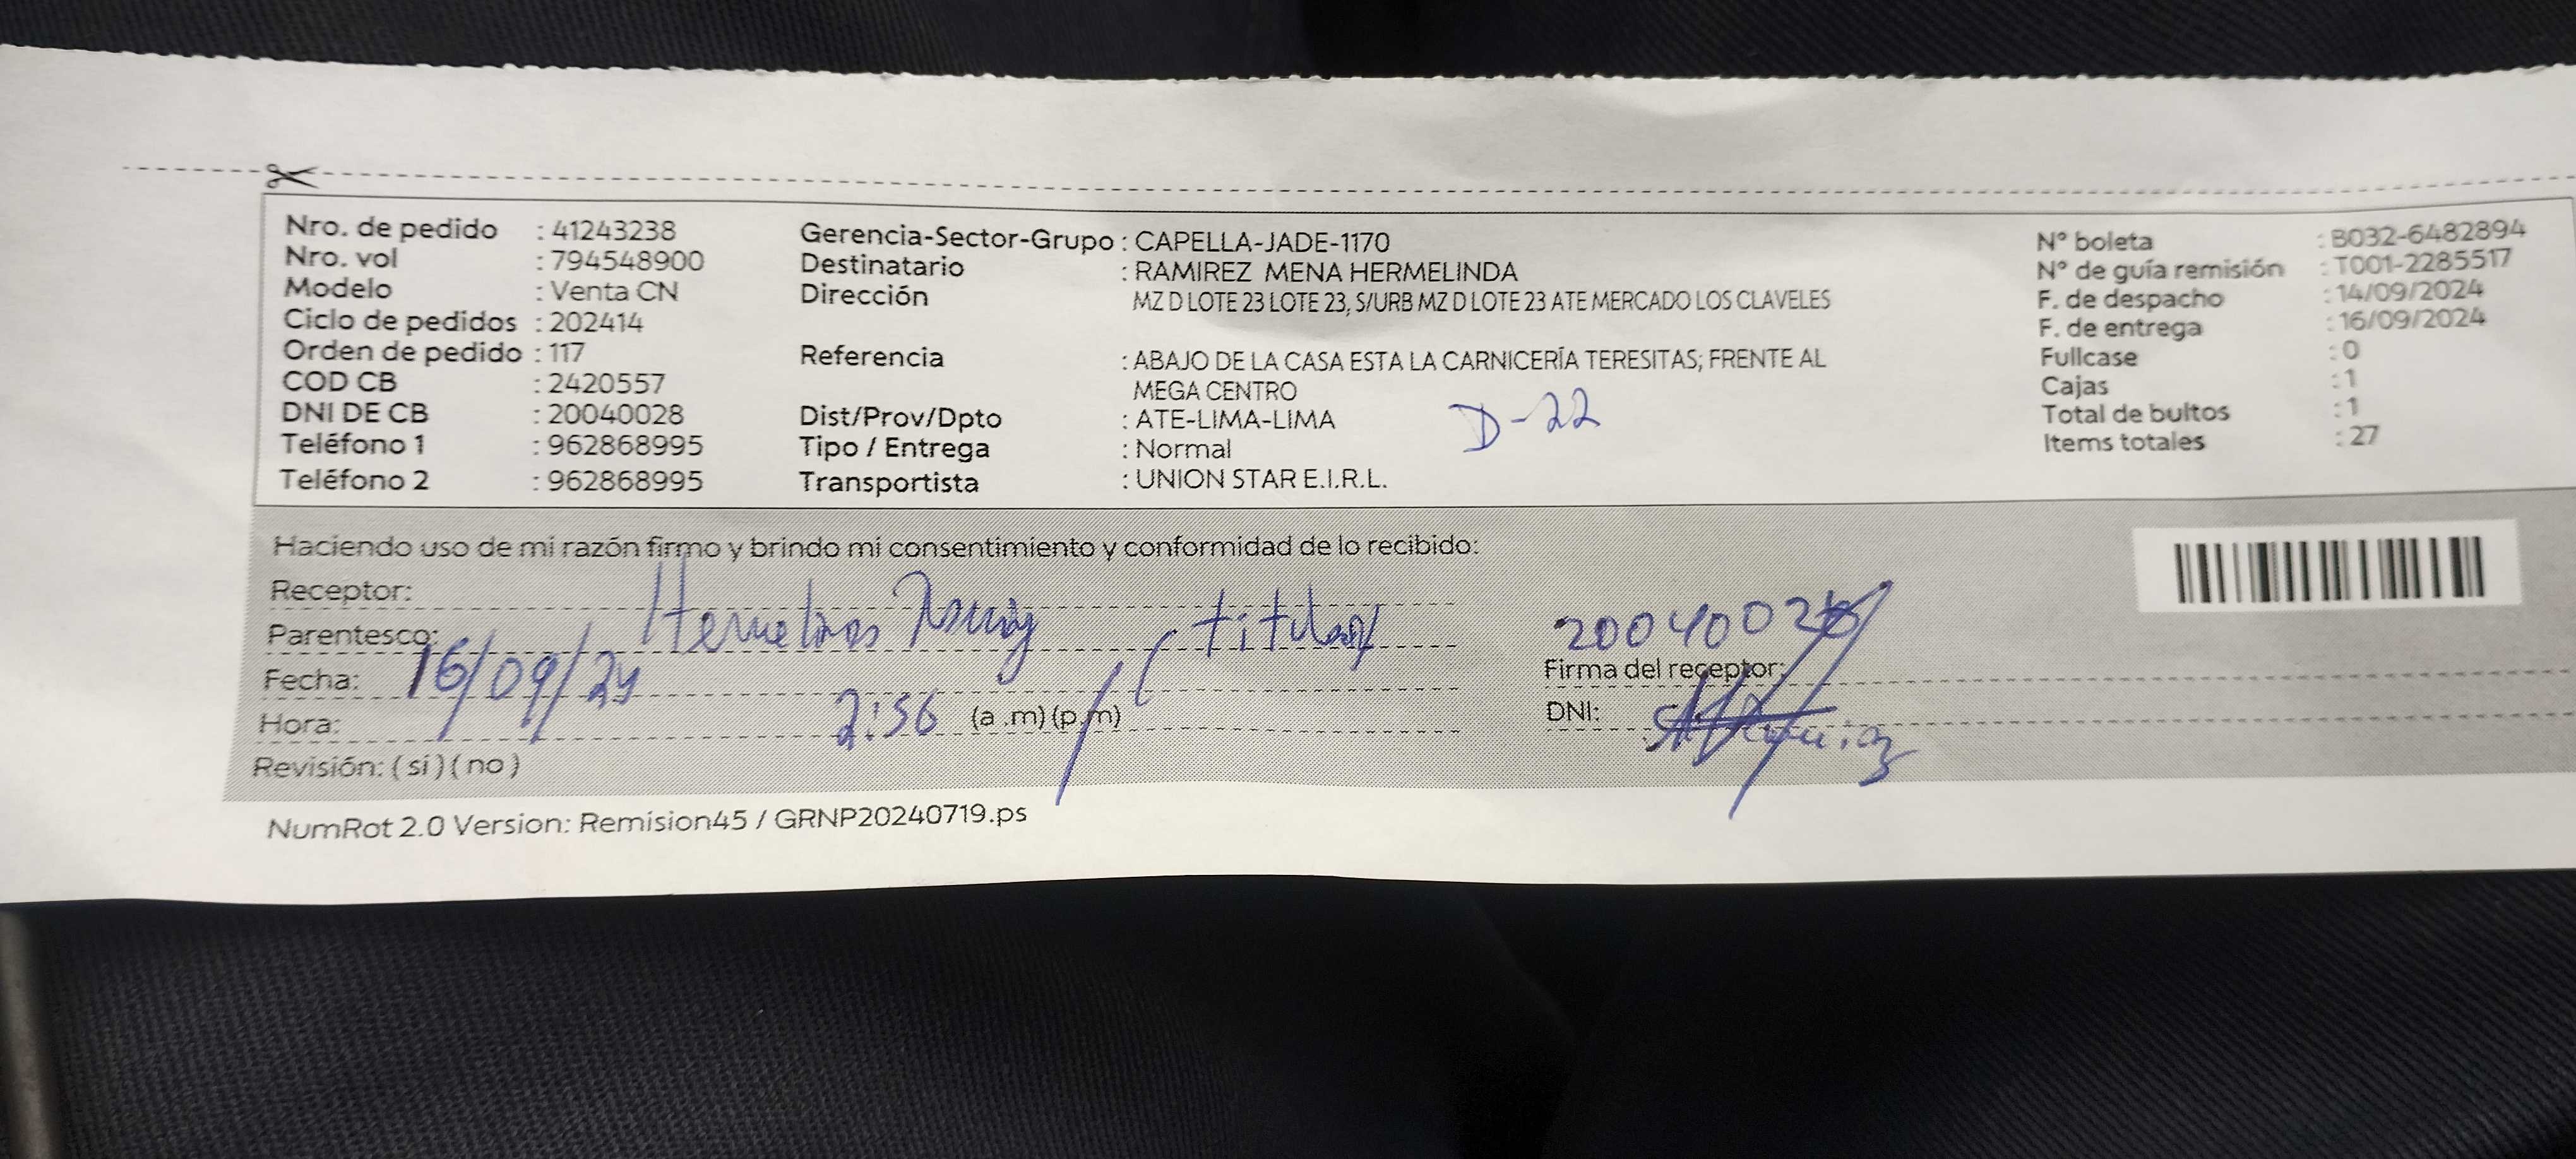 Nro. de pedido : 41243238
Nro. vol : 794548900
Modelo : Venta CN
Ciclo de pedidos : 202414
Orden de pedido : 117
COD CB : 2420557
DNI DE CB : 20040028
Teléfono 1 : 962868995
Teléfono 2 : 962868995
Gerencia-Sector-Grupo : CAPELLA-JADE-1170
Destinatario : RAMIREZ MENA HERMELINDA
Dirección MZ D LOTE 23 LOTE 23, S/URB MZ D LOTE 23 ATE MERCADO LOS CLAVELES
Referencia : ABAJO DE LA CASA ESTA LA CARNICERÍA TERESITAS; FRENTE AL
MEGA CENTRO
Dist/Prov/Dpto : ATE-LIMA-LIMA
Tipo / Entrega : Normal
Transportista : UNION STAR E.I.R.L.
D-22
N° boleta : B032-6482894
N° de guía remisión : T001-2285517
F. de despacho : 14/09/2024
F. de entrega : 16/09/2024
Fullcase : 0
Cajas : 1
Total de bultos : 1
Items totales : 27
Haciendo uso de mi razón firmo y brindo mi consentimiento y conformidad de lo recibido:
Receptor:
Parentesco: titular
Fecha: 16/09/24
Hora: 2:56 (a .m) (p.m)
Revisión: ( si ) ( no )
20040028
Firma del receptor:
DNI:
NumRot 2.0 Version: Remision45 / GRNP20240719.ps